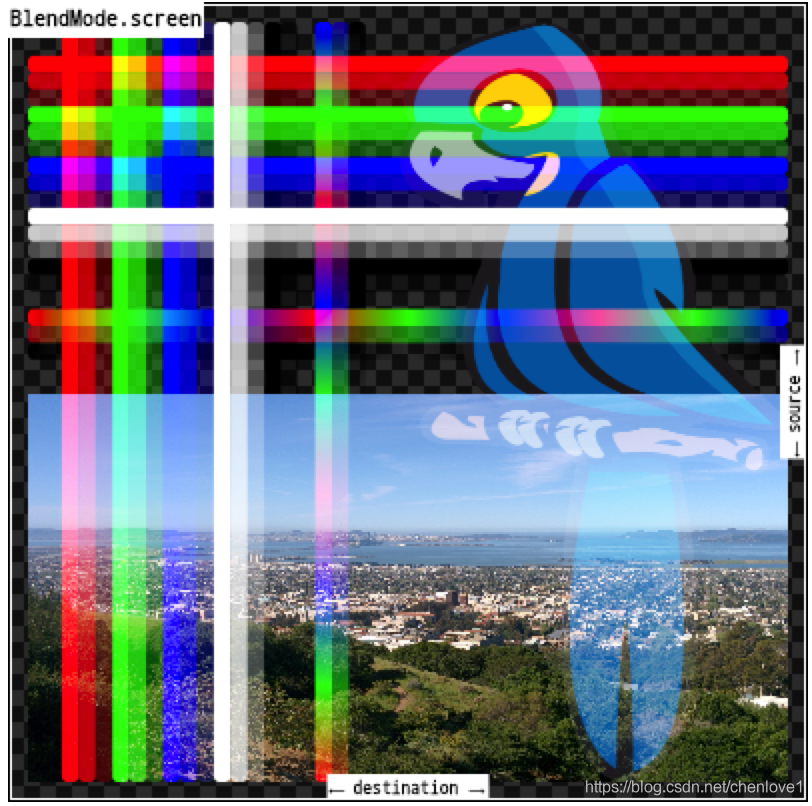 BlendMode.screen
← source →
← destination →
https://blog.csdn.net/chenlove1